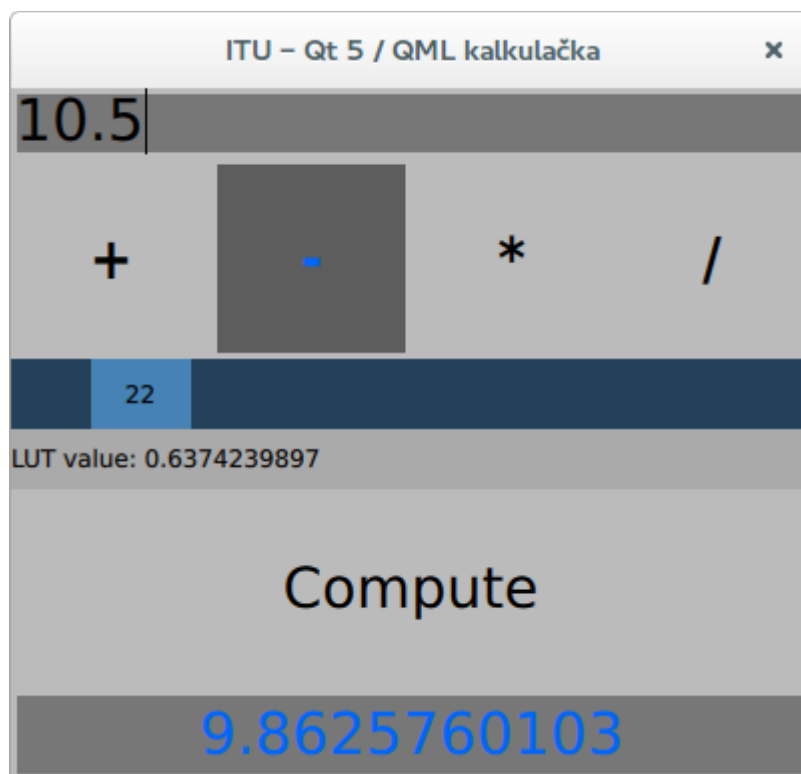 ITU – Qt 5 / QML kalkulačka ×
10.5
+ - * /
22
LUT value: 0.6374239897
Compute
9.8625760103